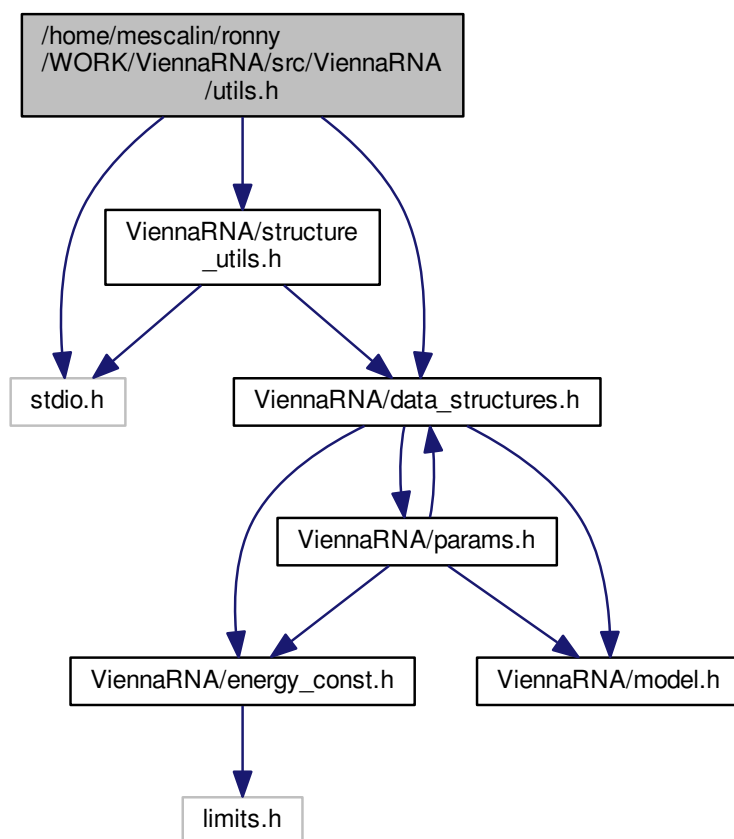 /home/mescalin/ronny
/WORK/ViennaRNA/src/ViennaRNA
/utils.h
ViennaRNA/structure
_utils.h
stdio.h
ViennaRNA/data_structures.h
ViennaRNA/params.h
ViennaRNA/energy_const.h
ViennaRNA/model.h
limits.h